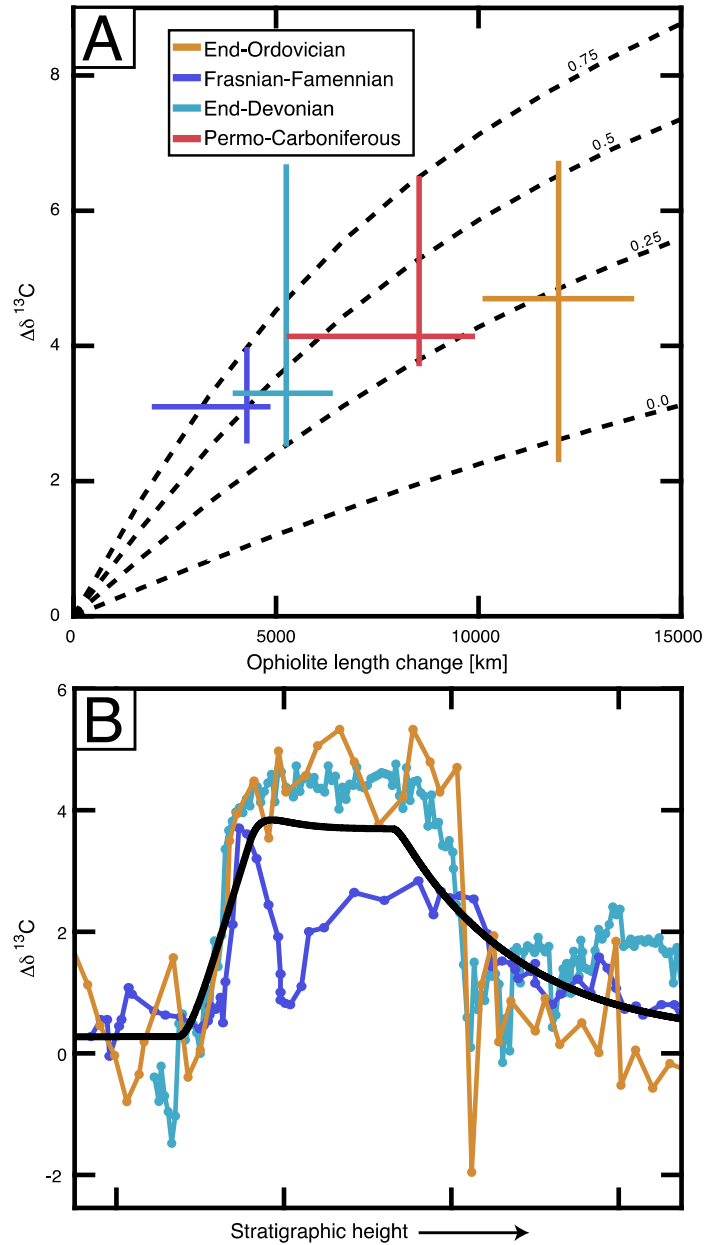 A
End-Ordovician
Frasnian-Famennian
End-Devonian
Permo-Carboniferous
0.75
0.5
0.25
0.0
8
6
4
2
0
Δδ ¹³C
0
5000
10000
15000
Ophiolite length change [km]
B
6
4
2
0
-2
Δδ ¹³C
Stratigraphic height